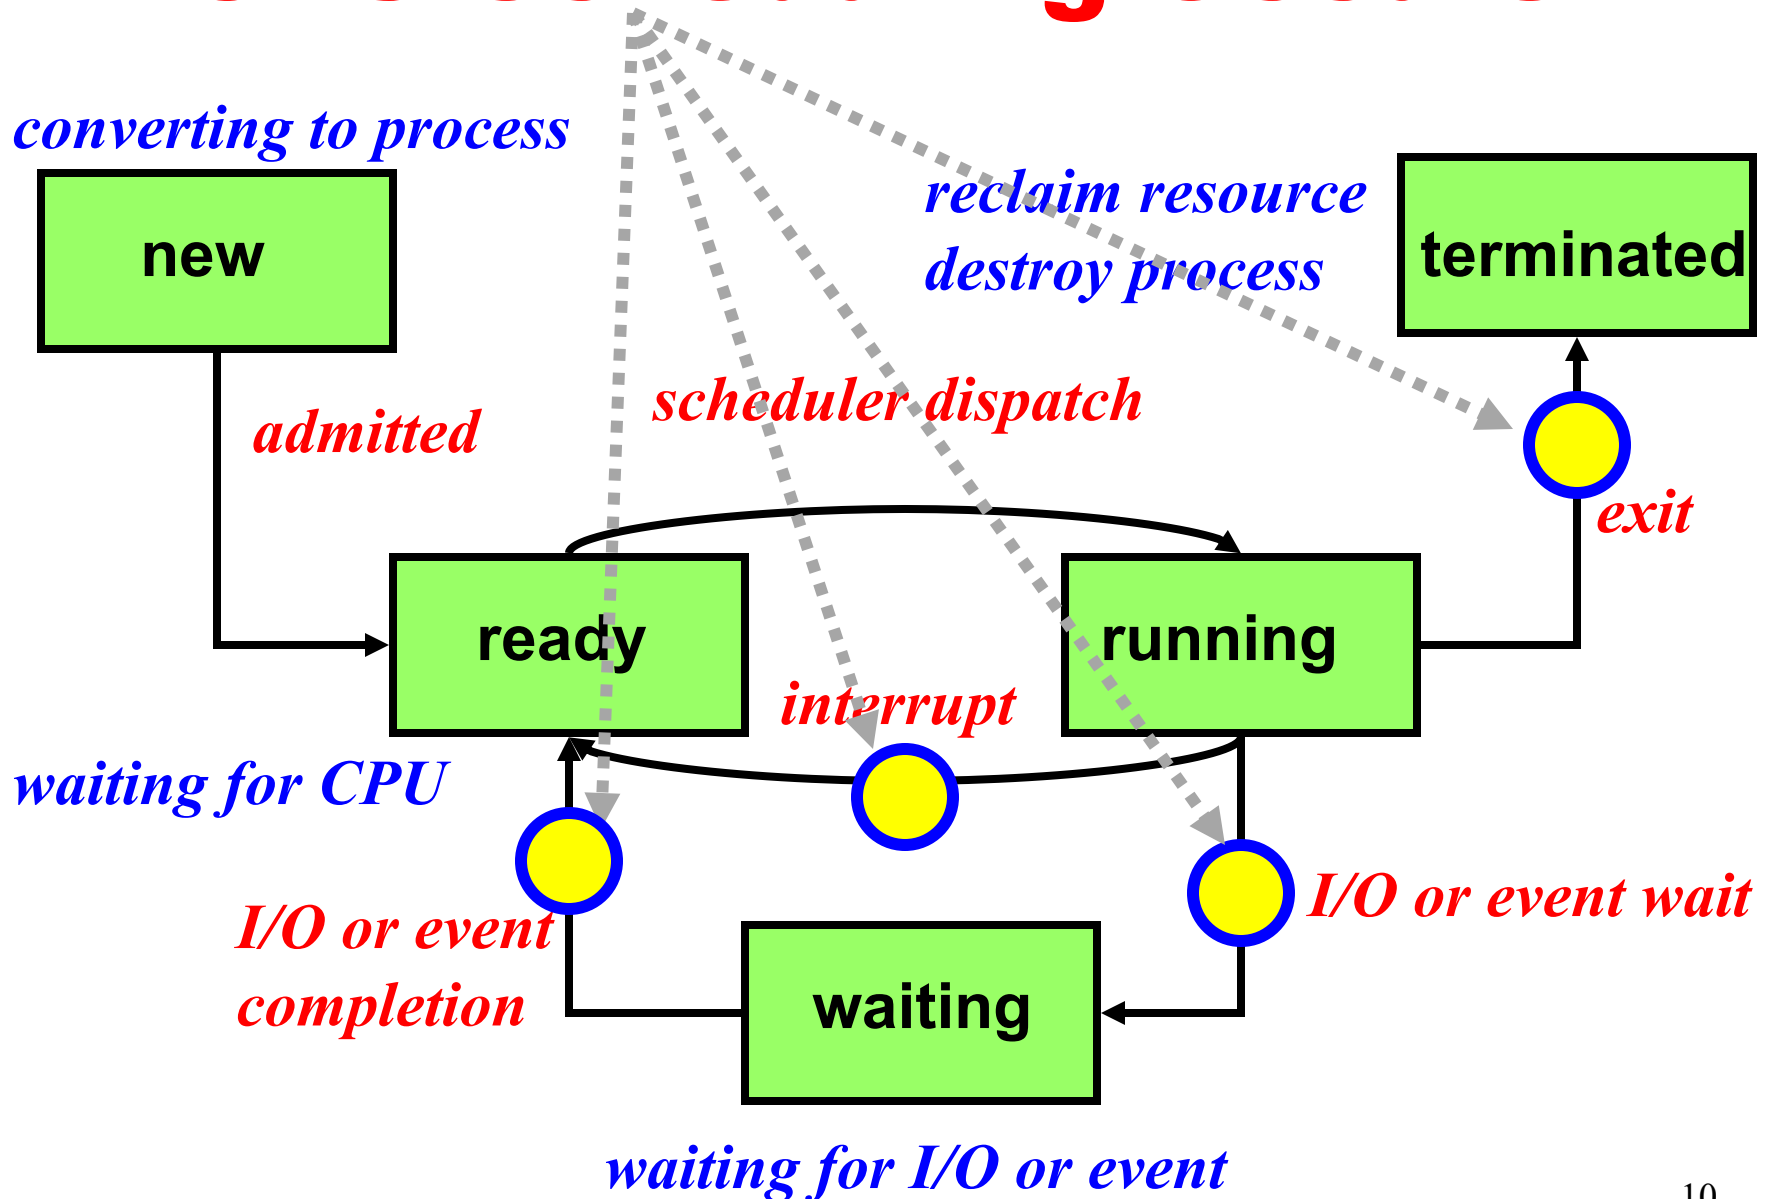 converting to process
reclaim resource
destroy process
new
terminated
admitted
scheduler dispatch
exit
ready
running
interrupt
waiting for CPU
I/O or event wait
I/O or event
completion
waiting
waiting for I/O or event
10